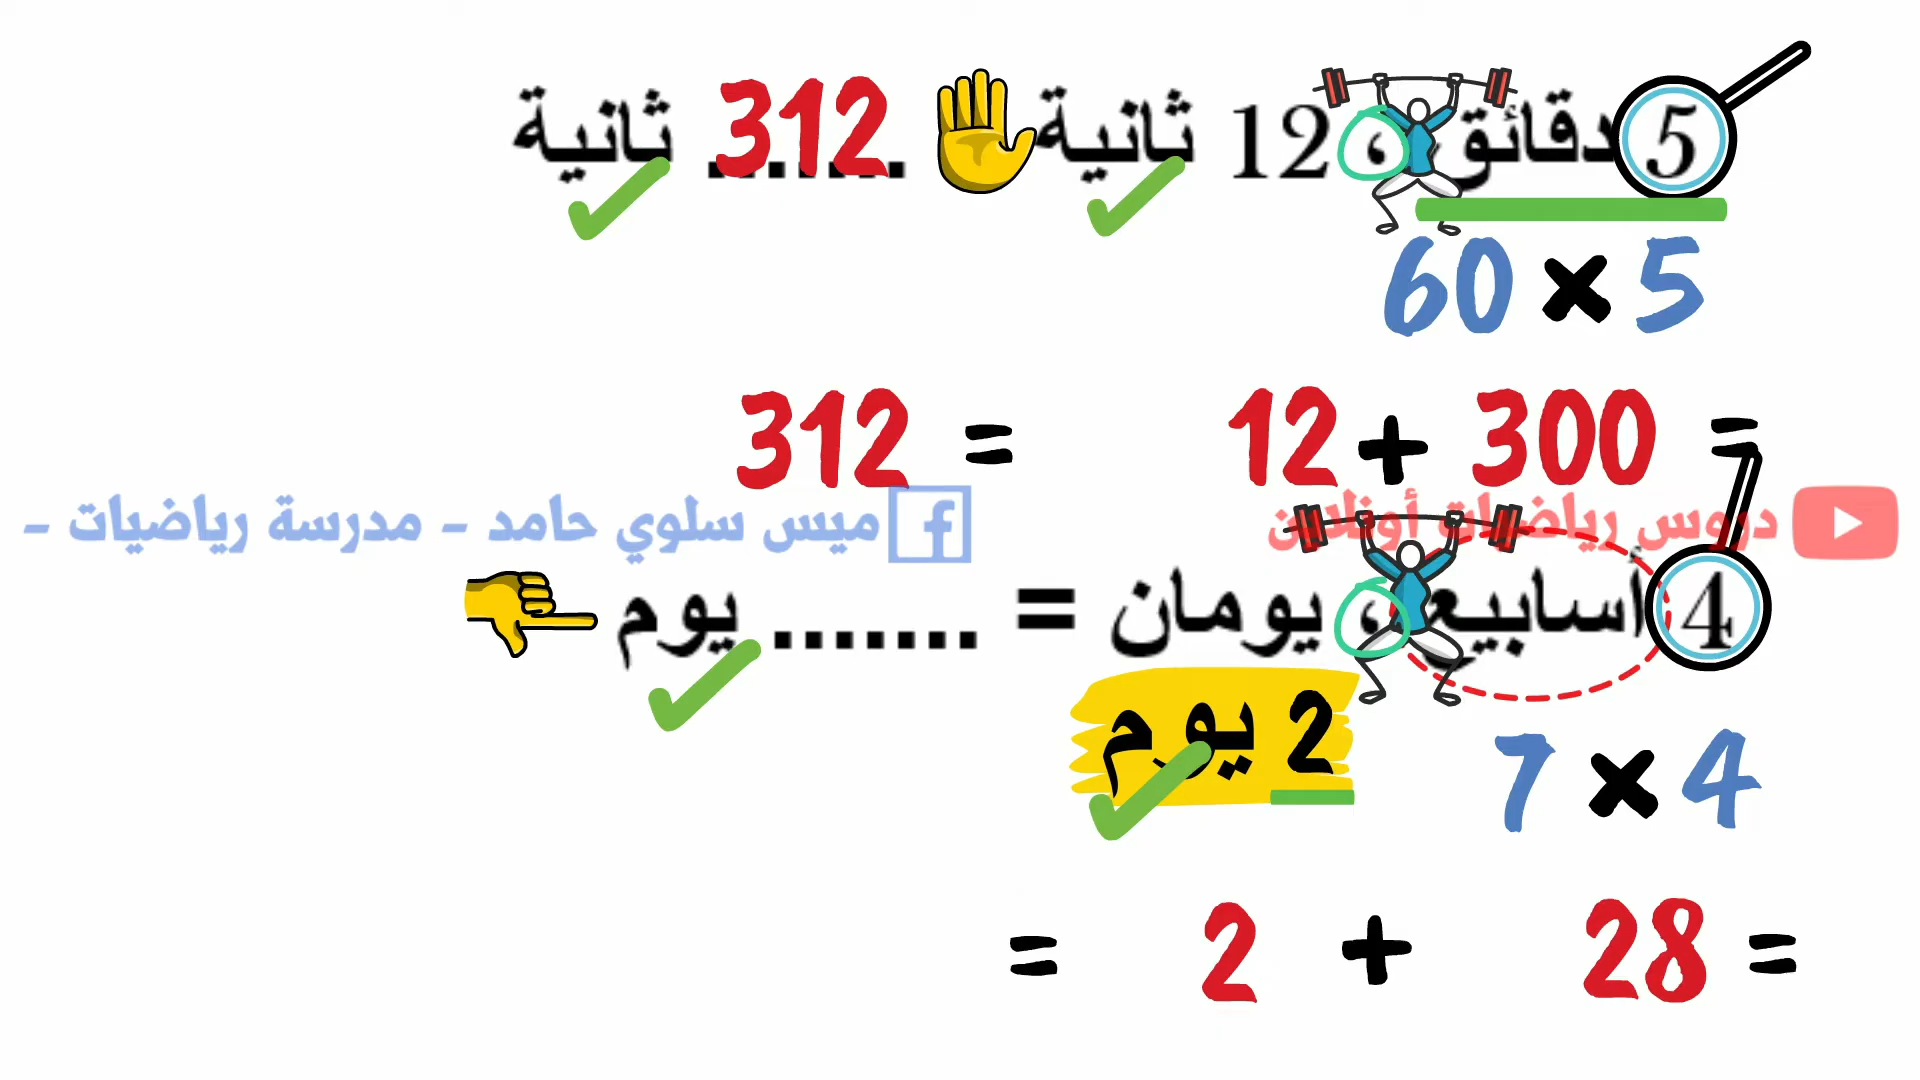 5 دقائق ، 12 ثانية 312 ....... ثانية
5 × 60
= 300 + 12 = 312
دروس رياضيات أونلاين
ميس سلوي حامد - مدرسة رياضيات -
4 أسابيع ، يومان = ....... يوم
2 يوم
4 × 7
= 28 + 2 =